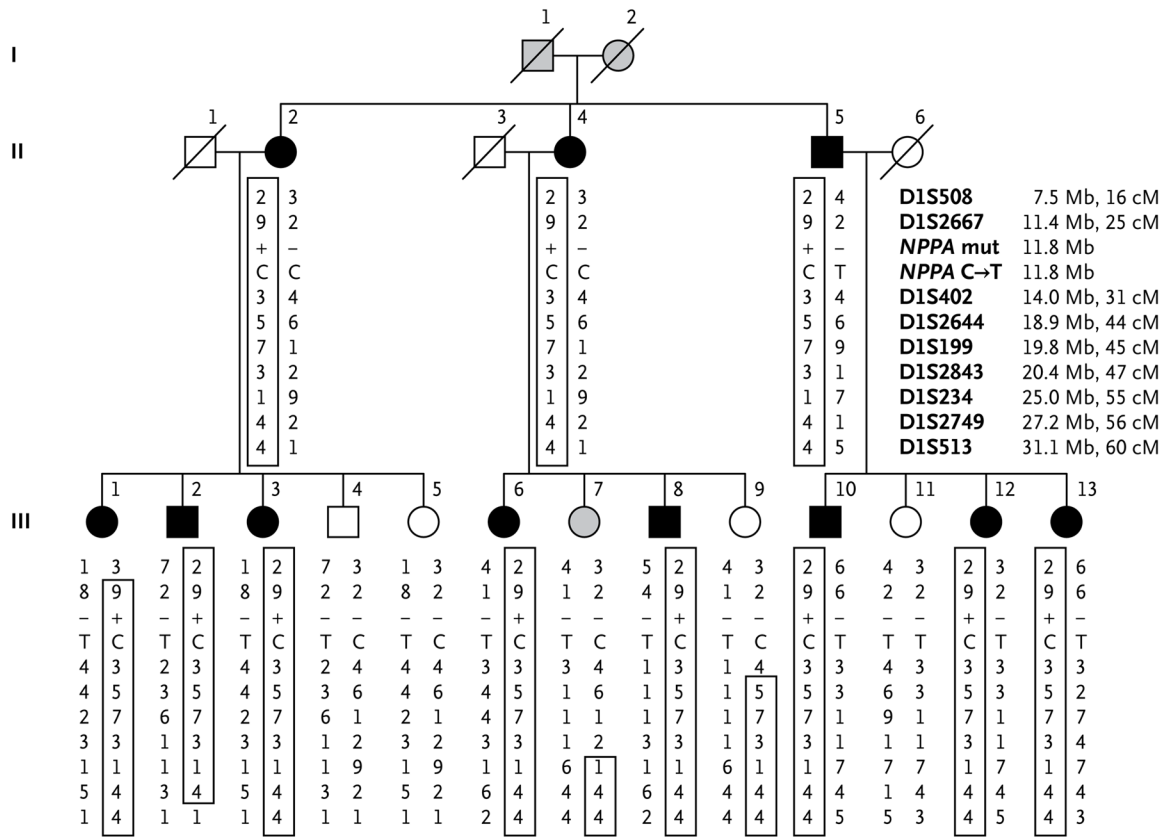 1 2
I
1 2 3 4 5 6
II
2 3 2 3 2 4 D1S508 7.5 Mb, 16 cM
9 2 9 2 9 2 D1S2667 11.4 Mb, 25 cM
+ – + – + – NPPA mut 11.8 Mb
C C C C C T NPPA C→T 11.8 Mb
3 4 3 4 3 4 D1S402 14.0 Mb, 31 cM
5 6 5 6 5 6 D1S2644 18.9 Mb, 44 cM
7 1 7 1 7 9 D1S199 19.8 Mb, 45 cM
3 2 3 2 3 1 D1S2843 20.4 Mb, 47 cM
1 9 1 9 1 7 D1S234 25.0 Mb, 55 cM
4 2 4 2 4 1 D1S2749 27.2 Mb, 56 cM
4 1 4 1 4 5 D1S513 31.1 Mb, 60 cM
1 2 3 4 5 6 7 8 9 10 11 12 13
III
1 3 7 2 1 2 7 3 1 3 4 2 4 3 5 2 4 3 2 6 4 3 2 3 2 6
8 9 2 9 8 9 2 2 8 2 1 9 1 2 4 9 1 2 9 6 2 2 9 2 9 6
– + – + – + – – – – – + – – – + – – + – – – + – + –
T C T C T C T C T C T C T C T C T C C T T T C T C T
4 3 2 3 4 3 2 4 4 4 3 3 3 4 1 3 1 4 3 3 4 3 3 3 3 3
4 5 3 5 4 5 3 6 4 6 4 5 1 6 1 5 1 5 5 3 6 3 5 3 5 2
2 7 6 7 2 7 6 1 2 1 4 7 1 1 1 7 1 7 7 1 9 1 7 1 7 7
3 3 1 3 3 3 1 2 3 2 3 3 1 2 3 3 1 3 3 1 1 1 3 1 3 4
1 1 1 1 1 1 1 9 1 9 1 1 6 1 1 1 6 1 1 7 7 7 1 7 1 7
5 4 3 4 5 4 3 2 5 2 6 4 4 4 6 4 4 4 4 4 1 4 4 4 4 4
1 4 1 1 1 4 1 1 1 1 2 4 4 4 2 4 4 4 4 5 5 3 4 5 4 3